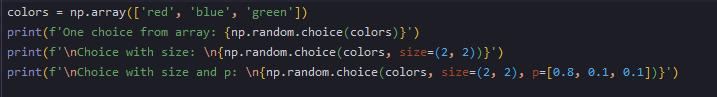 colors = np.array(['red', 'blue', 'green'])
print(f'One choice from array: {np.random.choice(colors)}')
print(f'\nChoice with size: \n{np.random.choice(colors, size=(2, 2))}')
print(f'\nChoice with size and p: \n{np.random.choice(colors, size=(2, 2), p=[0.8, 0.1, 0.1])}')